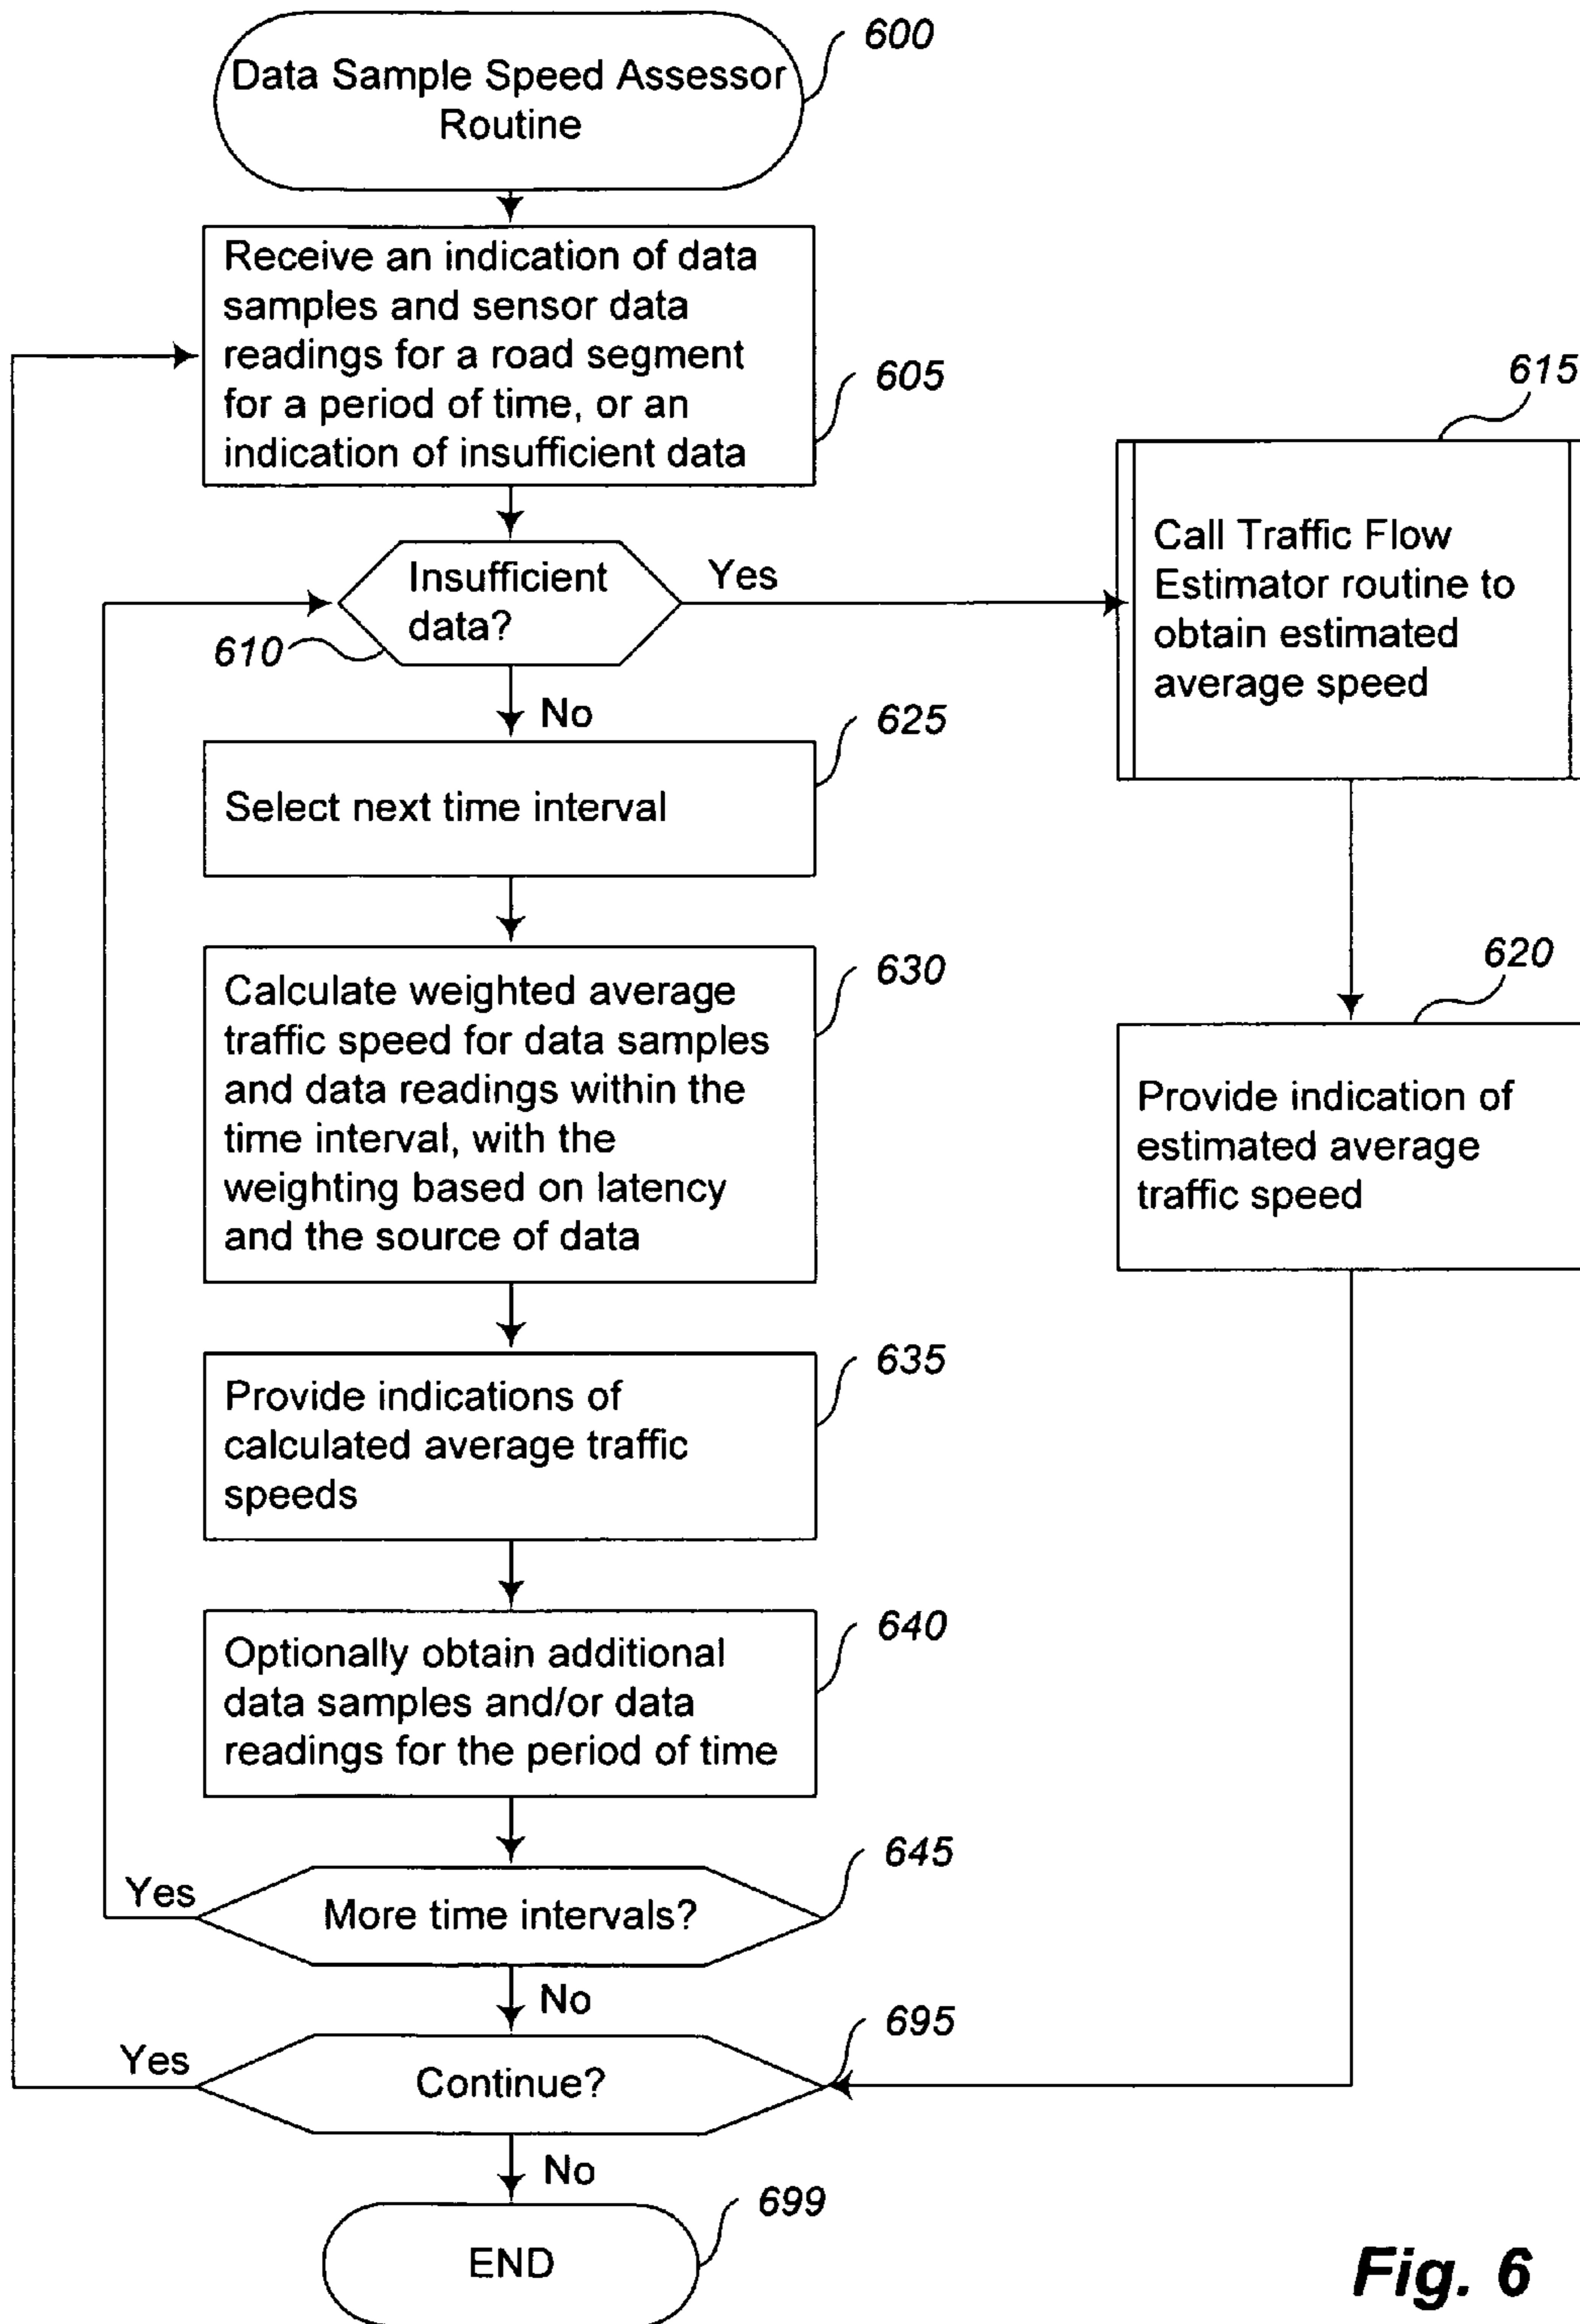 600
Data Sample Speed Assessor
Routine
Receive an indication of data
samples and sensor data
readings for a road segment
for a period of time, or an
indication of insufficient data
605
615
Insufficient
data?
Yes
610
No
Call Traffic Flow
Estimator routine to
obtain estimated
average speed
625
Select next time interval
620
Provide indication of
estimated average
traffic speed
630
Calculate weighted average
traffic speed for data samples
and data readings within the
time interval, with the
weighting based on latency
and the source of data
635
Provide indications of
calculated average traffic
speeds
640
Optionally obtain additional
data samples and/or data
readings for the period of time
645
Yes
More time intervals?
No
695
Yes
Continue?
No
699
END
Fig. 6